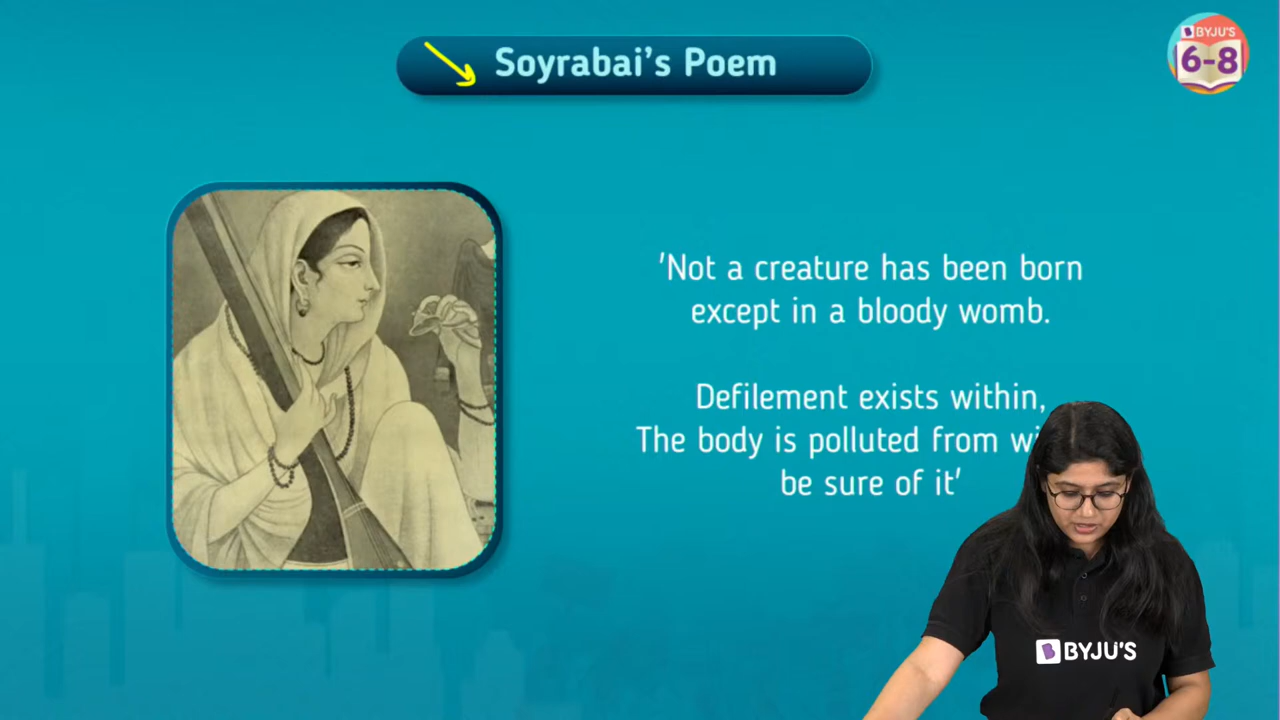 Soyrabai's Poem
BYJU'S
6-8
'Not a creature has been born
except in a bloody womb.
Defilement exists within,
The body is polluted from
be sure of it'
BYJU'S